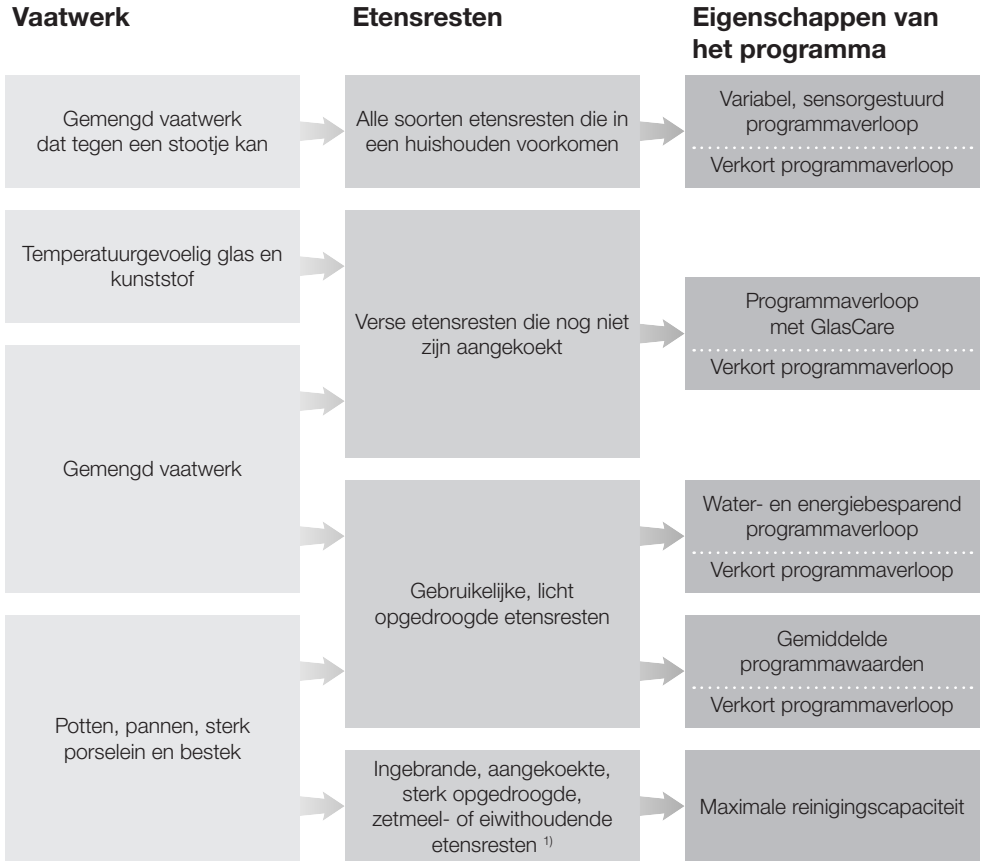 Vaatwerk
Etensresten
Eigenschappen van
het programma
Gemengd vaatwerk
dat tegen een stootje kan
Alle soorten etensresten die in
een huishouden voorkomen
Variabel, sensorgestuurd
programmaverloop
Verkort programmaverloop
Temperatuurgevoelig glas en
kunststof
Verse etensresten die nog niet
zijn aangekoekt
Programmaverloop
met GlasCare
Verkort programmaverloop
Gemengd vaatwerk
Gebruikelijke, licht
opgedroogde etensresten
Water- en energiebesparend
programmaverloop
Verkort programmaverloop
Gemiddelde
programmawaarden
Verkort programmaverloop
Potten, pannen, sterk
porselein en bestek
Ingebrande, aangekoekte,
sterk opgedroogde,
zetmeel- of eiwithoudende
etensresten 1)
Maximale reinigingscapaciteit